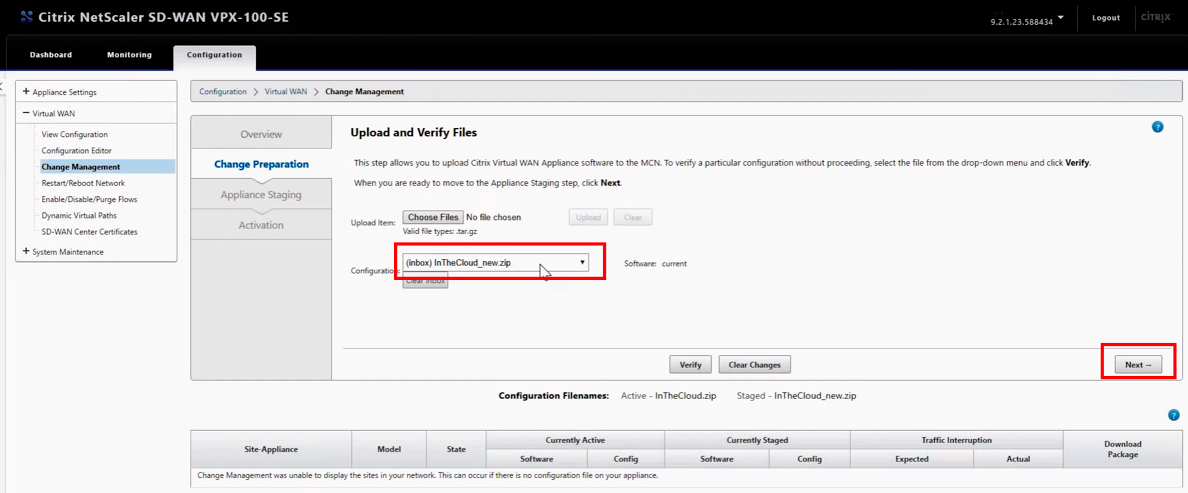 Citrix NetScaler SD-WAN VPX-100-SE
9.2.1.23.588434
Logout
CİTRIX
Dashboard
Monitoring
Configuration
+ Appliance Settings
− Virtual WAN
View Configuration
Configuration Editor
Change Management
Restart/Reboot Network
Enable/Disable/Purge Flows
Dynamic Virtual Paths
SD-WAN Center Certificates
+ System Maintenance
Configuration > Virtual WAN > Change Management
Overview
Change Preparation
Appliance Staging
Activation
Upload and Verify Files
?
This step allows you to upload Citrix Virtual WAN Appliance software to the MCN. To verify a particular configuration without proceeding, select the file from the drop-down menu and click Verify.
When you are ready to move to the Appliance Staging step, click Next.
Upload Item: Choose Files No file chosen Upload Clear
Valid file types: .tar.gz
Configuration: (inbox) InTheCloud_new.zip Software: current
Clear Inbox
Verify Clear Changes Next →
Configuration Filenames: Active - InTheCloud.zip Staged - InTheCloud_new.zip
?
Site-Appliance Model State Currently Active Currently Staged Traffic Interruption Download Package
Software Config Software Config Expected Actual
Change Management was unable to display the sites in your network. This can occur if there is no configuration file on your appliance.